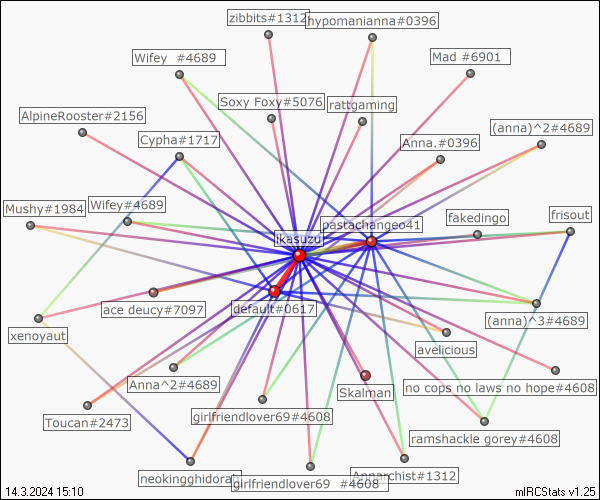 zibbits#1312
hypomanianna#0396
Wifey  #4689
Mad #6901
Soxy Foxy#5076
rattgaming
AlpineRooster#2156
(anna)^2#4689
Cypha#1717
Anna.#0396
Mushy#1984
Wifey#4689
pastachangeo41
fakedingo
frisout
ikasuzu
ace deucy#7097
default#0617
(anna)^3#4689
xenoyaut
avelicious
Anna^2#4689
Skalman
no cops no laws no hope#4608
Toucan#2473
girlfriendlover69#4608
ramshackle gorey#4608
neokingghidorah
girlfriendlover69  #4608
Annarchist#1312
14.3.2024 15:10
mIRCStats v1.25